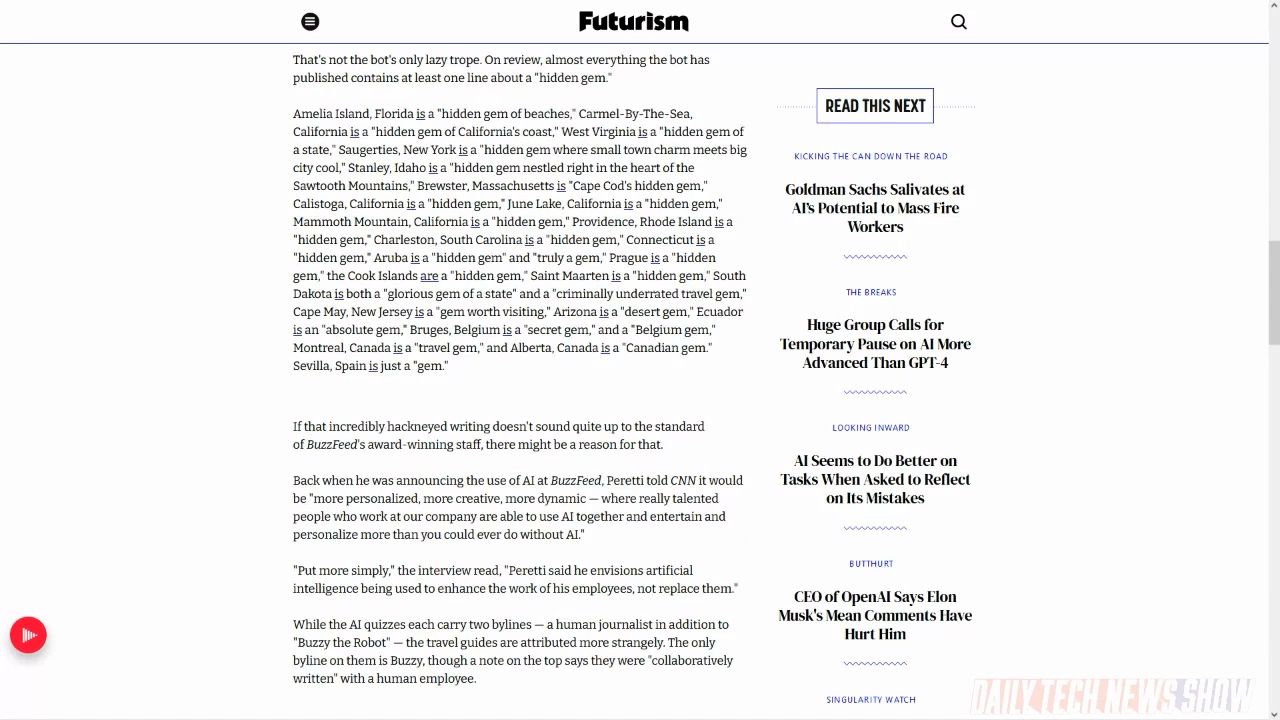 Futurism
That's not the bot's only lazy trope. On review, almost everything the bot has
published contains at least one line about a "hidden gem."
Amelia Island, Florida is a "hidden gem of beaches," Carmel-By-The-Sea,
California is a "hidden gem of California's coast," West Virginia is a "hidden gem of
a state," Saugerties, New York is a "hidden gem where small town charm meets big
city cool," Stanley, Idaho is a "hidden gem nestled right in the heart of the
Sawtooth Mountains," Brewster, Massachusetts is "Cape Cod's hidden gem,"
Calistoga, California is a "hidden gem," June Lake, California is a "hidden gem,"
Mammoth Mountain, California is a "hidden gem," Providence, Rhode Island is a
"hidden gem," Charleston, South Carolina is a "hidden gem," Connecticut is a
"hidden gem," Aruba is a "hidden gem" and "truly a gem," Prague is a "hidden
gem," the Cook Islands are a "hidden gem," Saint Maarten is a "hidden gem," South
Dakota is both a "glorious gem of a state" and a "criminally underrated travel gem,"
Cape May, New Jersey is a "gem worth visiting," Arizona is a "desert gem," Ecuador
is an "absolute gem," Bruges, Belgium is a "secret gem," and a "Belgium gem,"
Montreal, Canada is a "travel gem," and Alberta, Canada is a "Canadian gem."
Sevilla, Spain is just a "gem."
If that incredibly hackneyed writing doesn't sound quite up to the standard
of BuzzFeed's award-winning staff, there might be a reason for that.
Back when he was announcing the use of AI at BuzzFeed, Peretti told CNN it would
be "more personalized, more creative, more dynamic — where really talented
people who work at our company are able to use AI together and entertain and
personalize more than you could ever do without AI."
"Put more simply," the interview read, "Peretti said he envisions artificial
intelligence being used to enhance the work of his employees, not replace them."
While the AI quizzes each carry two bylines — a human journalist in addition to
"Buzzy the Robot" — the travel guides are attributed more strangely. The only
byline on them is Buzzy, though a note on the top says they were "collaboratively
written" with a human employee.
READ THIS NEXT
KICKING THE CAN DOWN THE ROAD
Goldman Sachs Salivates at
AI's Potential to Mass Fire
Workers
THE BREAKS
Huge Group Calls for
Temporary Pause on AI More
Advanced Than GPT-4
LOOKING INWARD
AI Seems to Do Better on
Tasks When Asked to Reflect
on Its Mistakes
BUTTHURT
CEO of OpenAI Says Elon
Musk's Mean Comments Have
Hurt Him
SINGULARITY WATCH
DAILY TECH NEWS SHOW